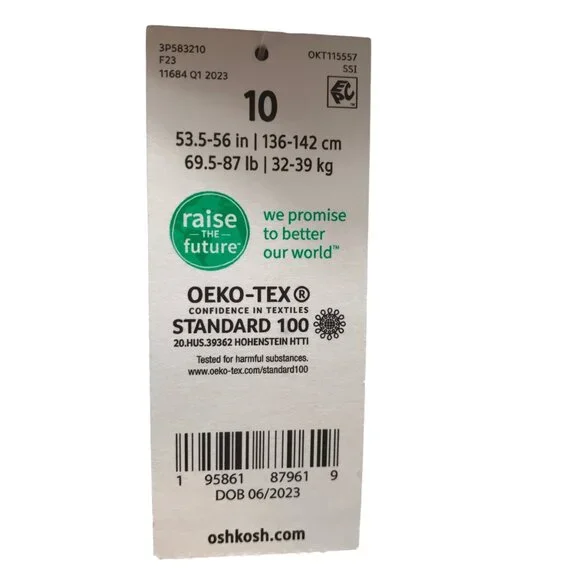 3P583210
F23
11684 Q1 2023
OKT115557
SSI
EPC
10
53.5-56 in | 136-142 cm
69.5-87 lb | 32-39 kg
raise
THE
future™
we promise
to better
our world™
OEKO-TEX®
CONFIDENCE IN TEXTILES
STANDARD 100
20.HUS.39362 HOHENSTEIN HTTI
Tested for harmful substances.
www.oeko-tex.com/standard100
1 95861 87961 9
DOB 06/2023
oshkosh.com